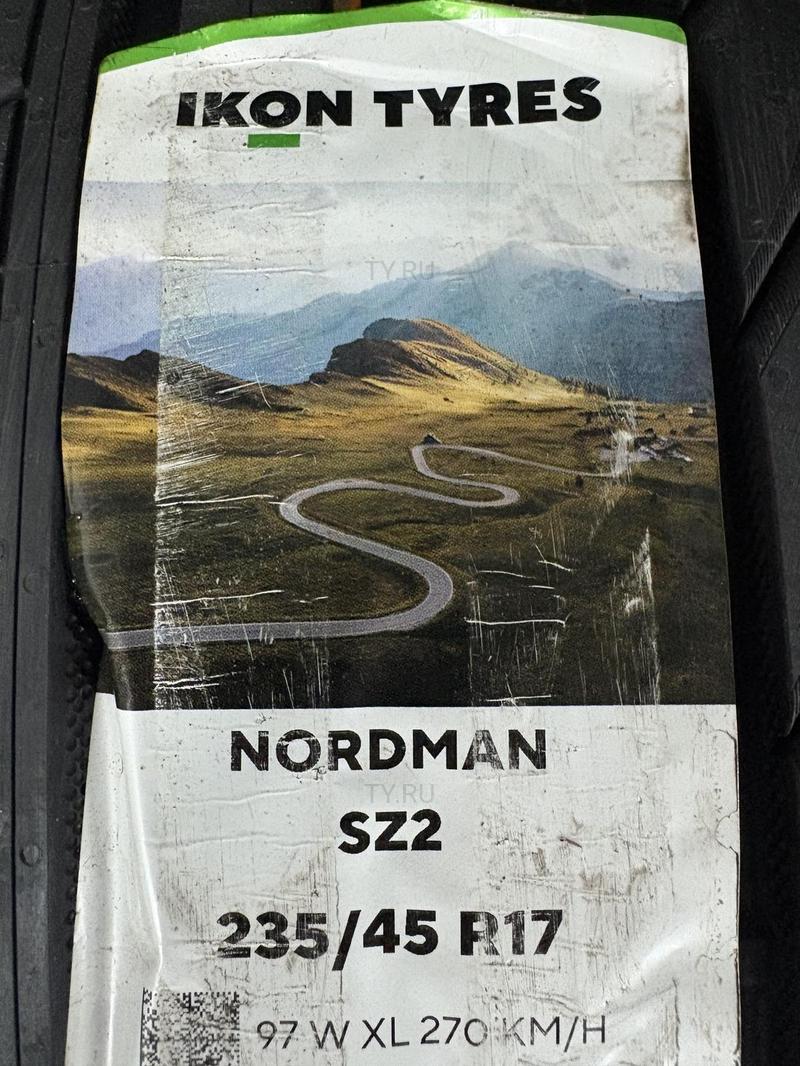 IKON TYRES
TY.RU
NORDMAN
TY.RU
SZ2
235/45 R17
97 W XL 270 KM/H